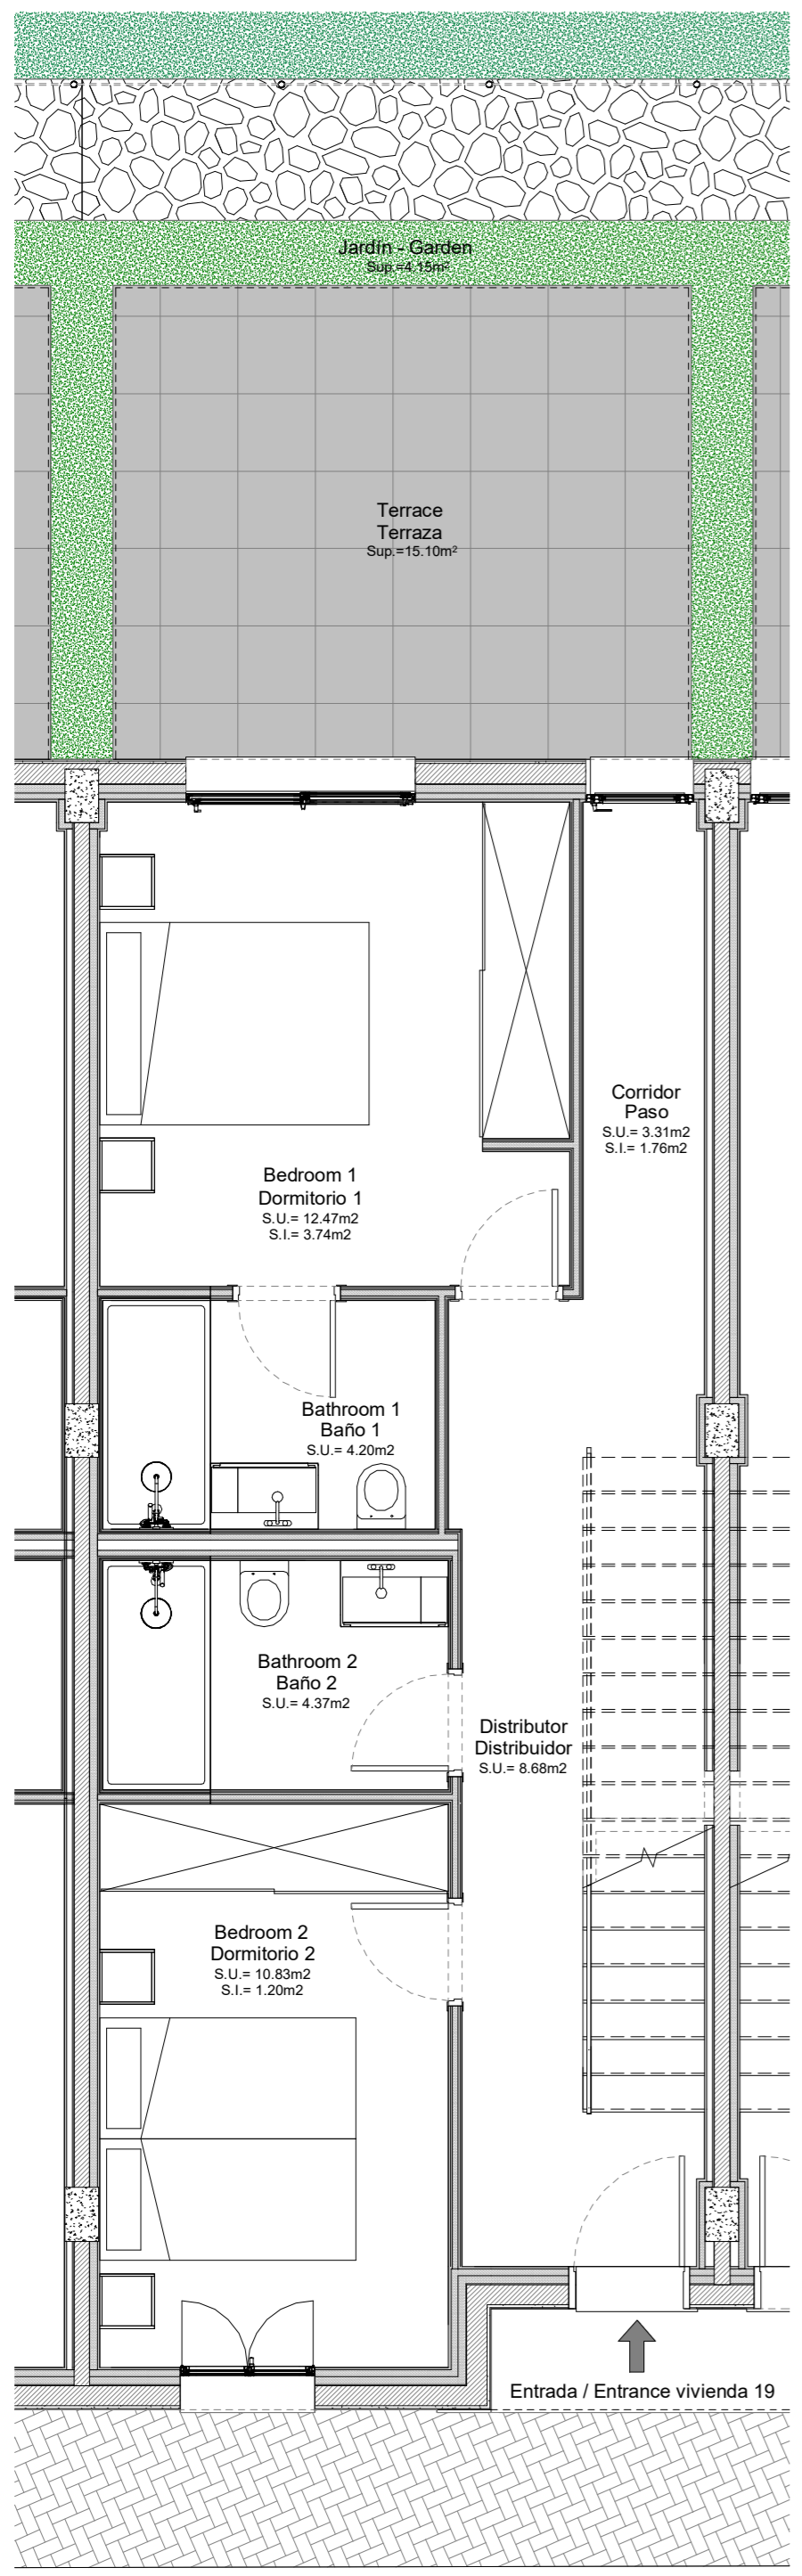 Jardín - Garden
Sup.=4.15m²
Terrace
Terraza
Sup.=15.10m²
Corridor
Paso
S.U.= 3.31m2
S.I.= 1.76m2
Bedroom 1
Dormitorio 1
S.U.= 12.47m2
S.I.= 3.74m2
Bathroom 1
Baño 1
S.U.= 4.20m2
Bathroom 2
Baño 2
S.U.= 4.37m2
Distributor
Distribuidor
S.U.= 8.68m2
Bedroom 2
Dormitorio 2
S.U.= 10.83m2
S.I.= 1.20m2
Entrada / Entrance vivienda 19